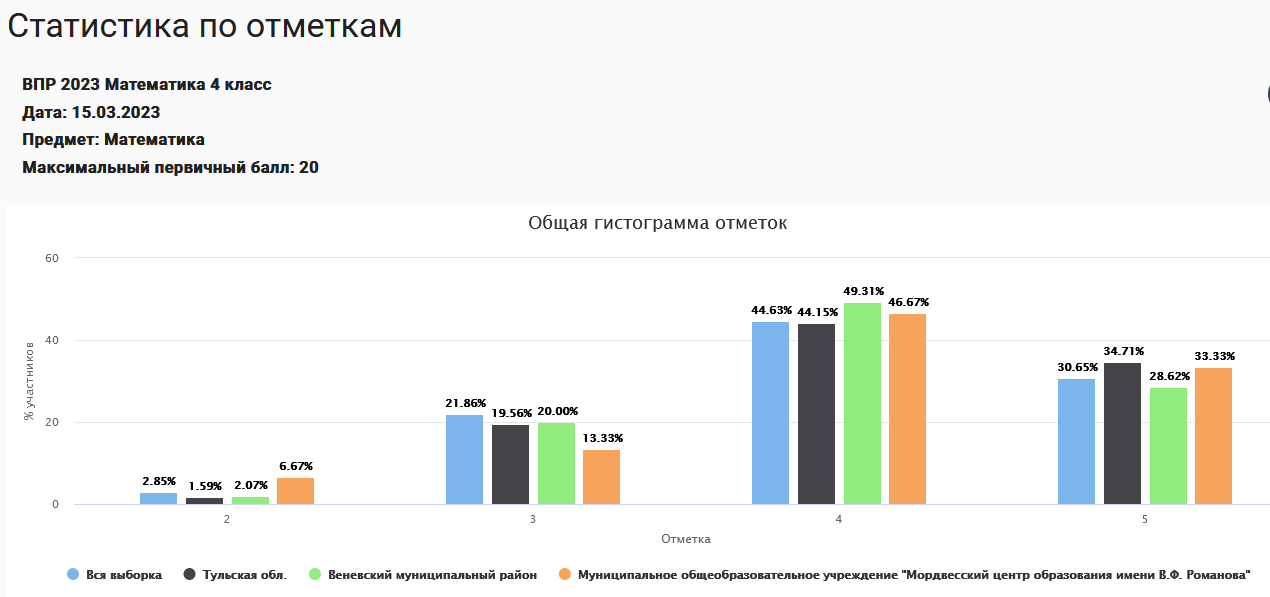 Статистика по отметкам
ВПР 2023 Математика 4 класс
Дата: 15.03.2023
Предмет: Математика
Максимальный первичный балл: 20
Общая гистограмма отметок
% участников
60
40
20
0
2.85% 1.59% 2.07% 6.67%
21.86% 19.56% 20.00% 13.33%
44.63% 44.15% 49.31% 46.67%
30.65% 34.71% 28.62% 33.33%
2 3 4 5
Отметка
Вся выборка Тульская обл. Веневский муниципальный район Муниципальное общеобразовательное учреждение "Мордвесский центр образования имени В.Ф. Романова"